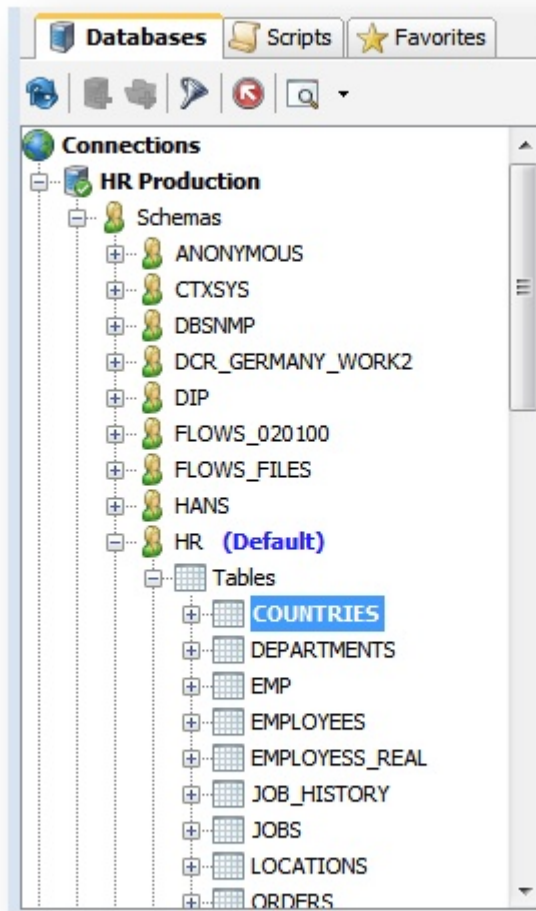 Databases Scripts Favorites
Connections
HR Production
Schemas
ANONYMOUS
CTXSYS
DBSNMP
DCR_GERMANY_WORK2
DIP
FLOWS_020100
FLOWS_FILES
HANS
HR (Default)
Tables
COUNTRIES
DEPARTMENTS
EMP
EMPLOYEES
EMPLOYESS_REAL
JOB_HISTORY
JOBS
LOCATIONS
ORDERS